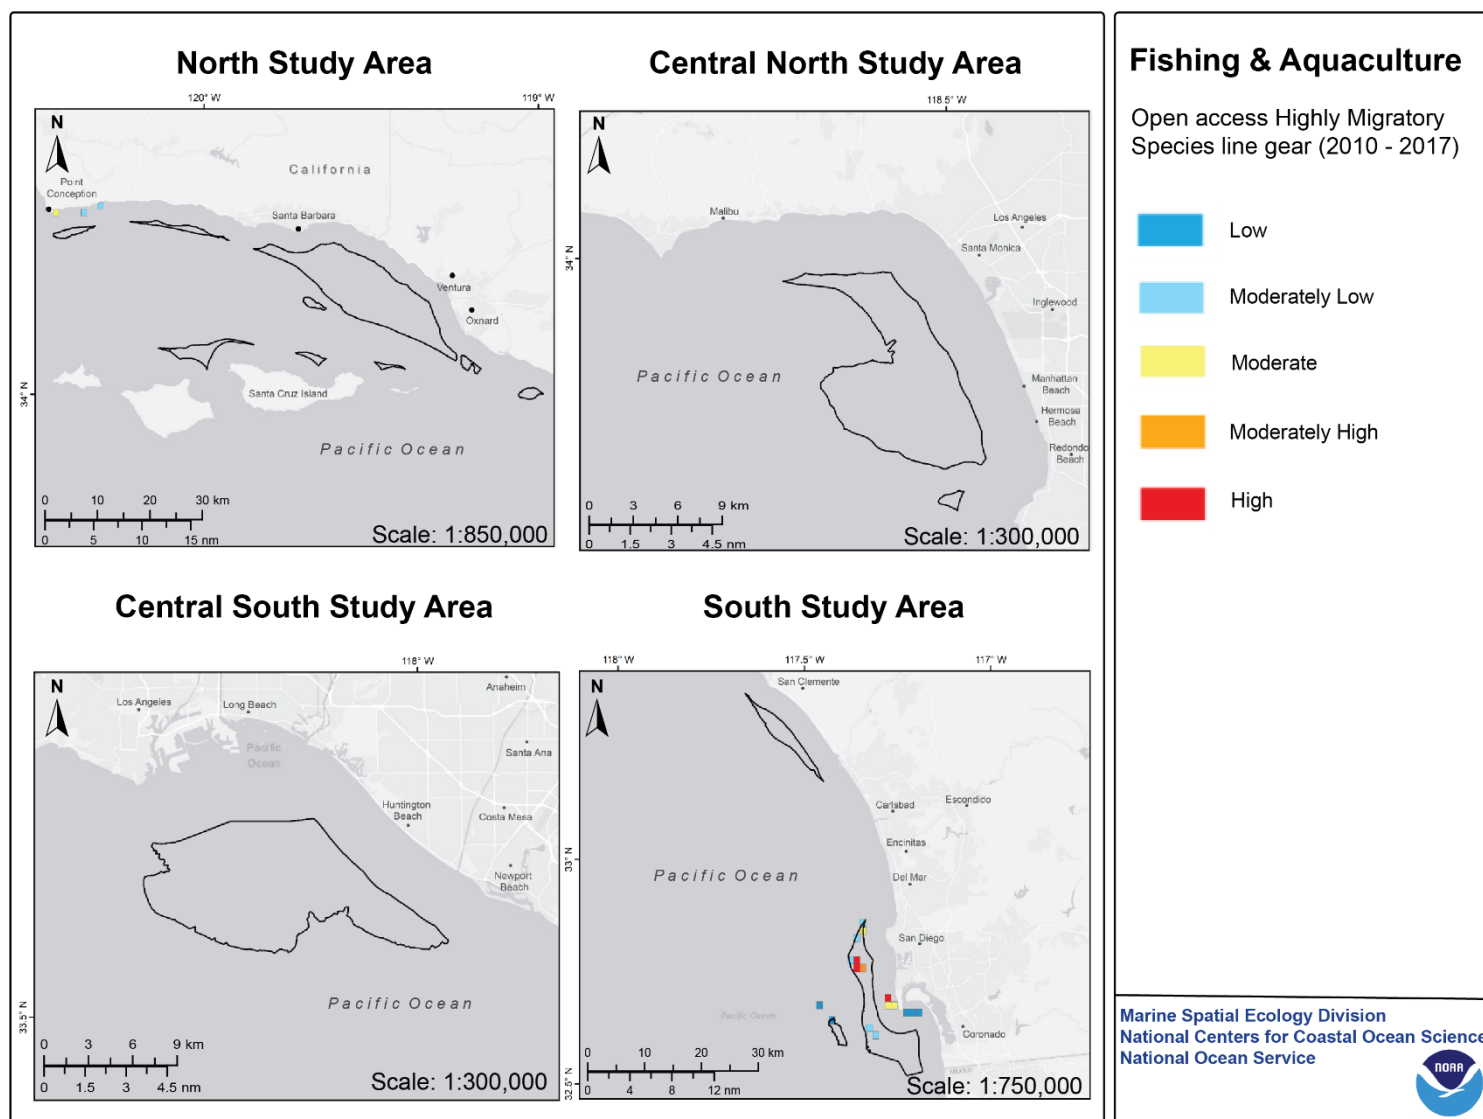 North Study Area
120° W
119° W
N
Point
Conception
California
Santa Barbara
Ventura
Oxnard
34° N
Santa Cruz Island
Pacific Ocean
0 10 20 30 km
0 5 10 15 nm
Scale: 1:850,000
Central North Study Area
118.5° W
N
Malibu
Los Angeles
Santa Monica
34° N
Inglewood
Pacific Ocean
Manhattan
Beach
Hermosa
Beach
Redondo
Beach
0 3 6 9 km
0 1.5 3 4.5 nm
Scale: 1:300,000
Central South Study Area
118° W
N
Anaheim
Los Angeles
Long Beach
Pacific
Ocean
Santa Ana
Huntington
Beach
Costa Mesa
Newport
Beach
Pacific Ocean
33.5° N
0 3 6 9 km
0 1.5 3 4.5 nm
Scale: 1:300,000
South Study Area
118° W
117.5° W
117° W
N
San Clemente
Carlsbad
Escondido
Encinitas
33° N
Pacific Ocean
Del Mar
San Diego
Pacific Ocean
Coronado
MEXICO
32.5° N
0 10 20 30 km
0 4 8 12 nm
Scale: 1:750,000
Fishing & Aquaculture
Open access Highly Migratory
Species line gear (2010 - 2017)
Low
Moderately Low
Moderate
Moderately High
High
Marine Spatial Ecology Division
National Centers for Coastal Ocean Science
National Ocean Service
NOAA